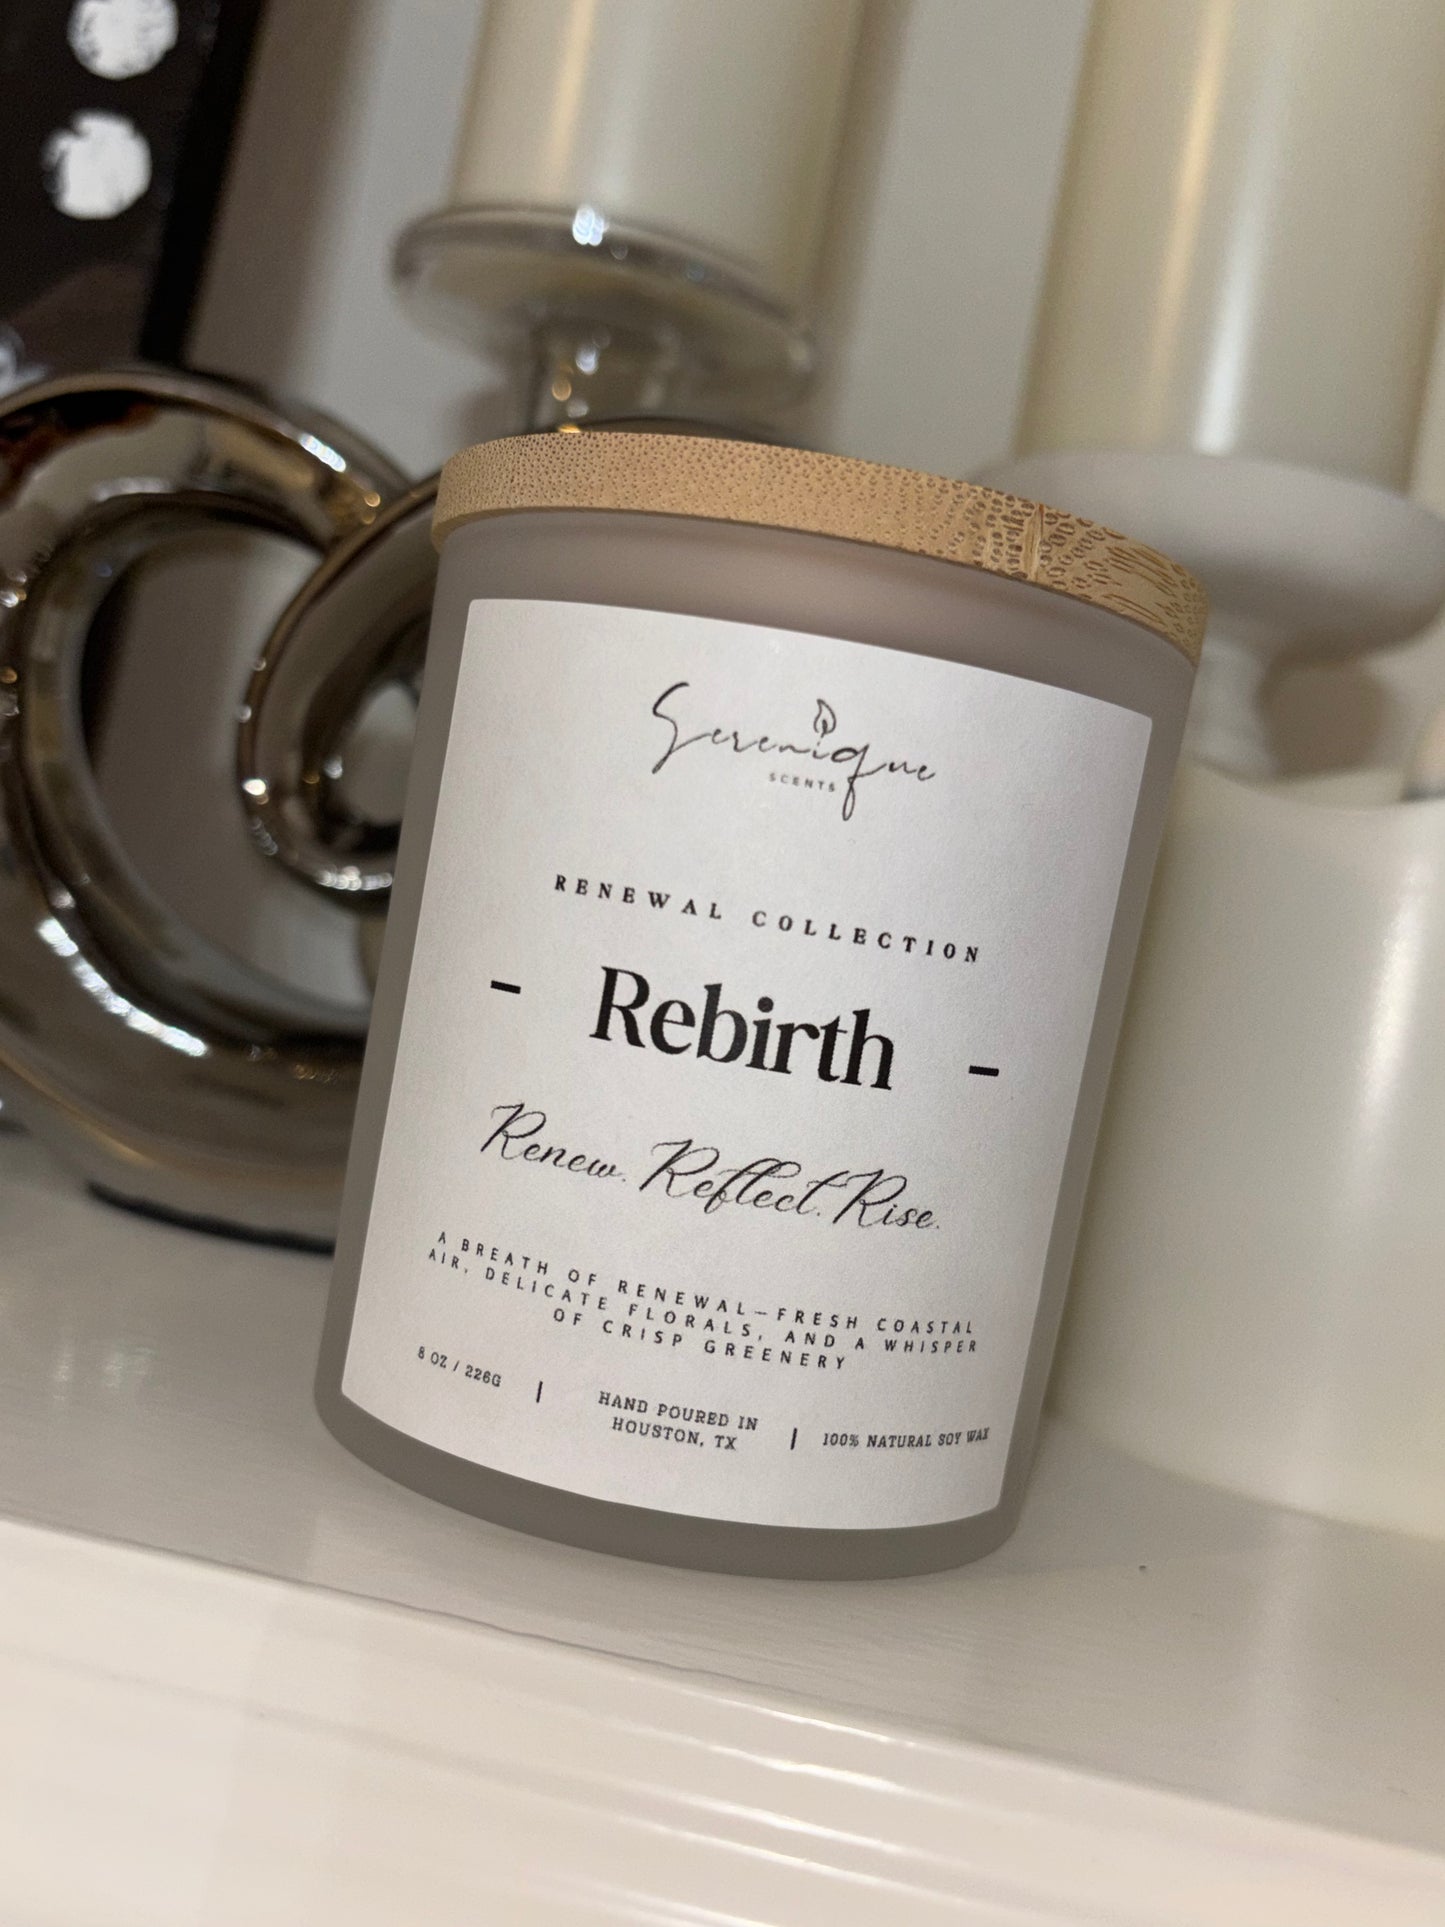 Serenique
SCENTS
RENEWAL COLLECTION
- Rebirth -
Renew. Reflect. Rise.
A BREATH OF RENEWAL—FRESH COASTAL
AIR, DELICATE FLORALS, AND A WHISPER
OF CRISP GREENERY
8 OZ / 226G | HAND POURED IN
HOUSTON, TX | 100% NATURAL SOY WAX